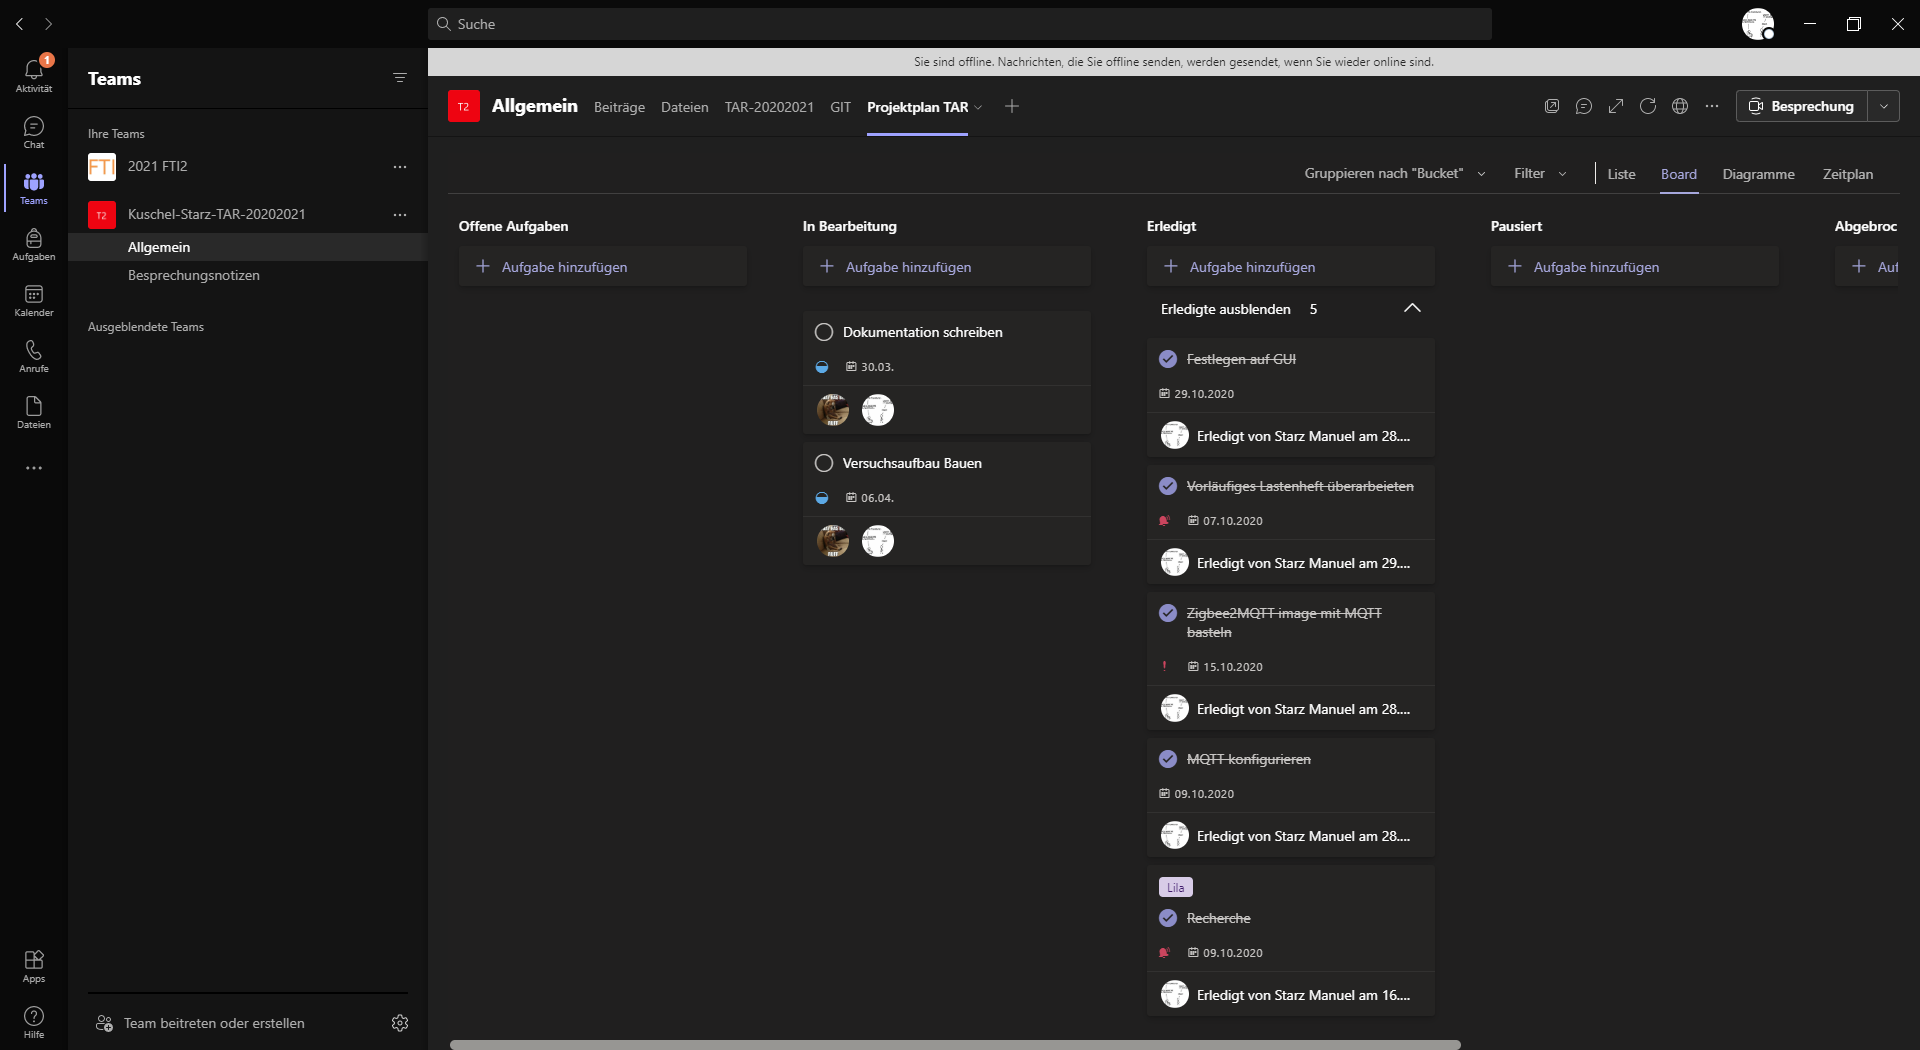 Suche
Sie sind offline. Nachrichten, die Sie offline senden, werden gesendet, wenn Sie wieder online sind.
1
Aktivität
Chat
Teams
Aufgaben
Kalender
Anrufe
Dateien
Apps
Hilfe
Teams
Ihre Teams
FTI 2021 FTI2
T2 Kuschel-Starz-TAR-20202021
Allgemein
Besprechungsnotizen
Ausgeblendete Teams
Team beitreten oder erstellen
T2 Allgemein Beiträge Dateien TAR-20202021 GIT Projektplan TAR Besprechung
Gruppieren nach "Bucket" Filter Liste Board Diagramme Zeitplan
Offene Aufgaben
Aufgabe hinzufügen
In Bearbeitung
Aufgabe hinzufügen
Dokumentation schreiben
30.03.
Versuchsaufbau Bauen
06.04.
Erledigt
Aufgabe hinzufügen
Erledigte ausblenden 5
Festlegen auf GUI
29.10.2020
Erledigt von Starz Manuel am 28....
Vorläufiges Lastenheft überarbeieten
07.10.2020
Erledigt von Starz Manuel am 29....
Zigbee2MQTT image mit MQTT
basteln
15.10.2020
Erledigt von Starz Manuel am 28....
MQTT konfigurieren
09.10.2020
Erledigt von Starz Manuel am 28....
Lila
Recherche
09.10.2020
Erledigt von Starz Manuel am 16....
Pausiert
Aufgabe hinzufügen
Abgebroc
Auf